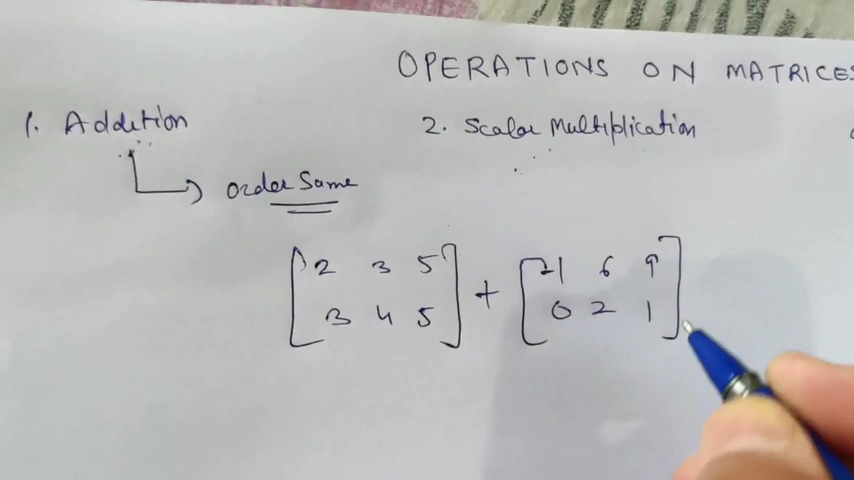 OPERATIONS ON MATRICES
1. Addition
2. Scalar Multiplication
Order Same
[2 3 5] + [-1 6 9]
[3 4 5] [0 2 1]